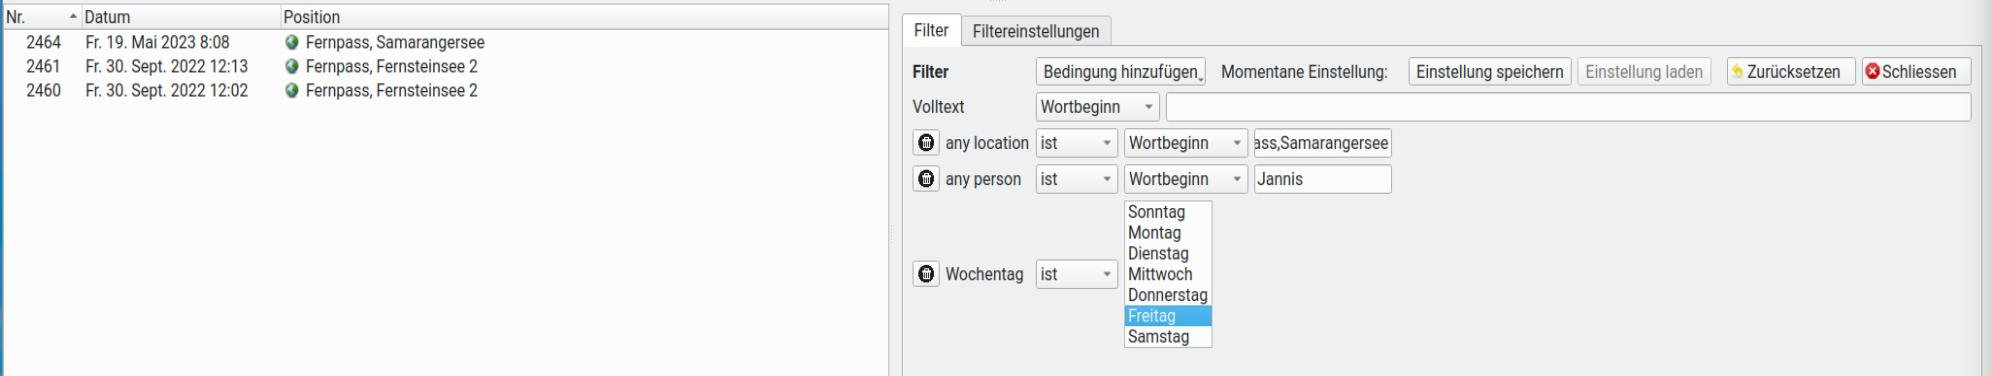 Nr. Datum Position
2464 Fr. 19. Mai 2023 8:08 Fernpass, Samarangersee
2461 Fr. 30. Sept. 2022 12:13 Fernpass, Fernsteinsee 2
2460 Fr. 30. Sept. 2022 12:02 Fernpass, Fernsteinsee 2
Filter Filtereinstellungen
Filter Bedingung hinzufügen Momentane Einstellung: Einstellung speichern Einstellung laden Zurücksetzen Schliessen
Volltext Wortbeginn
any location ist Wortbeginn ass,Samarangersee
any person ist Wortbeginn Jannis
Wochentag ist
Sonntag
Montag
Dienstag
Mittwoch
Donnerstag
Freitag
Samstag